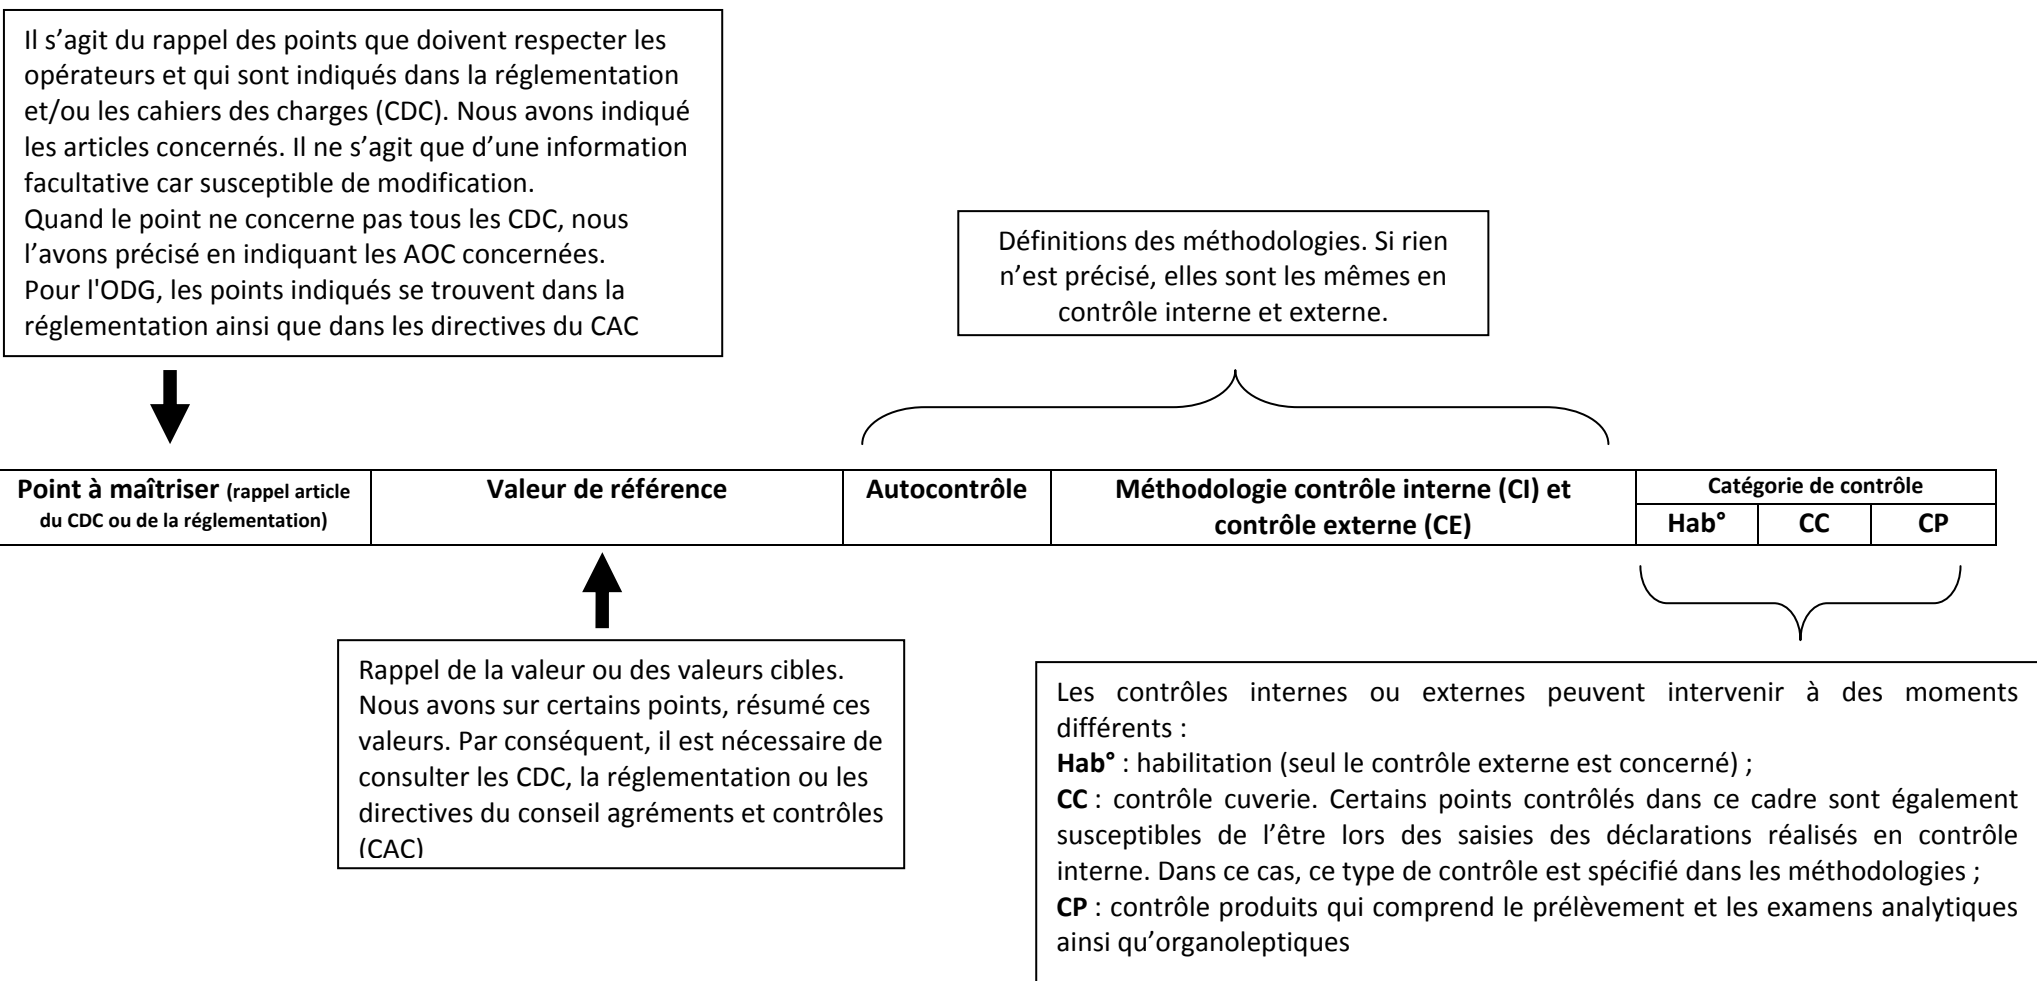 Il s’agit du rappel des points que doivent respecter les
opérateurs et qui sont indiqués dans la réglementation
et/ou les cahiers des charges (CDC). Nous avons indiqué
les articles concernés. Il ne s’agit que d’une information
facultative car susceptible de modification.
Quand le point ne concerne pas tous les CDC, nous
l’avons précisé en indiquant les AOC concernées.
Pour l'ODG, les points indiqués se trouvent dans la
réglementation ainsi que dans les directives du CAC
Définitions des méthodologies. Si rien
n’est précisé, elles sont les mêmes en
contrôle interne et externe.
Point à maîtriser (rappel article
du CDC ou de la réglementation)
Valeur de référence
Autocontrôle
Méthodologie contrôle interne (CI) et
contrôle externe (CE)
Catégorie de contrôle
Hab° CC CP
Rappel de la valeur ou des valeurs cibles.
Nous avons sur certains points, résumé ces
valeurs. Par conséquent, il est nécessaire de
consulter les CDC, la réglementation ou les
directives du conseil agréments et contrôles
(CAC)
Les contrôles internes ou externes peuvent intervenir à des moments
différents :
Hab° : habilitation (seul le contrôle externe est concerné) ;
CC : contrôle cuverie. Certains points contrôlés dans ce cadre sont également
susceptibles de l’être lors des saisies des déclarations réalisés en contrôle
interne. Dans ce cas, ce type de contrôle est spécifié dans les méthodologies ;
CP : contrôle produits qui comprend le prélèvement et les examens analytiques
ainsi qu’organoleptiques